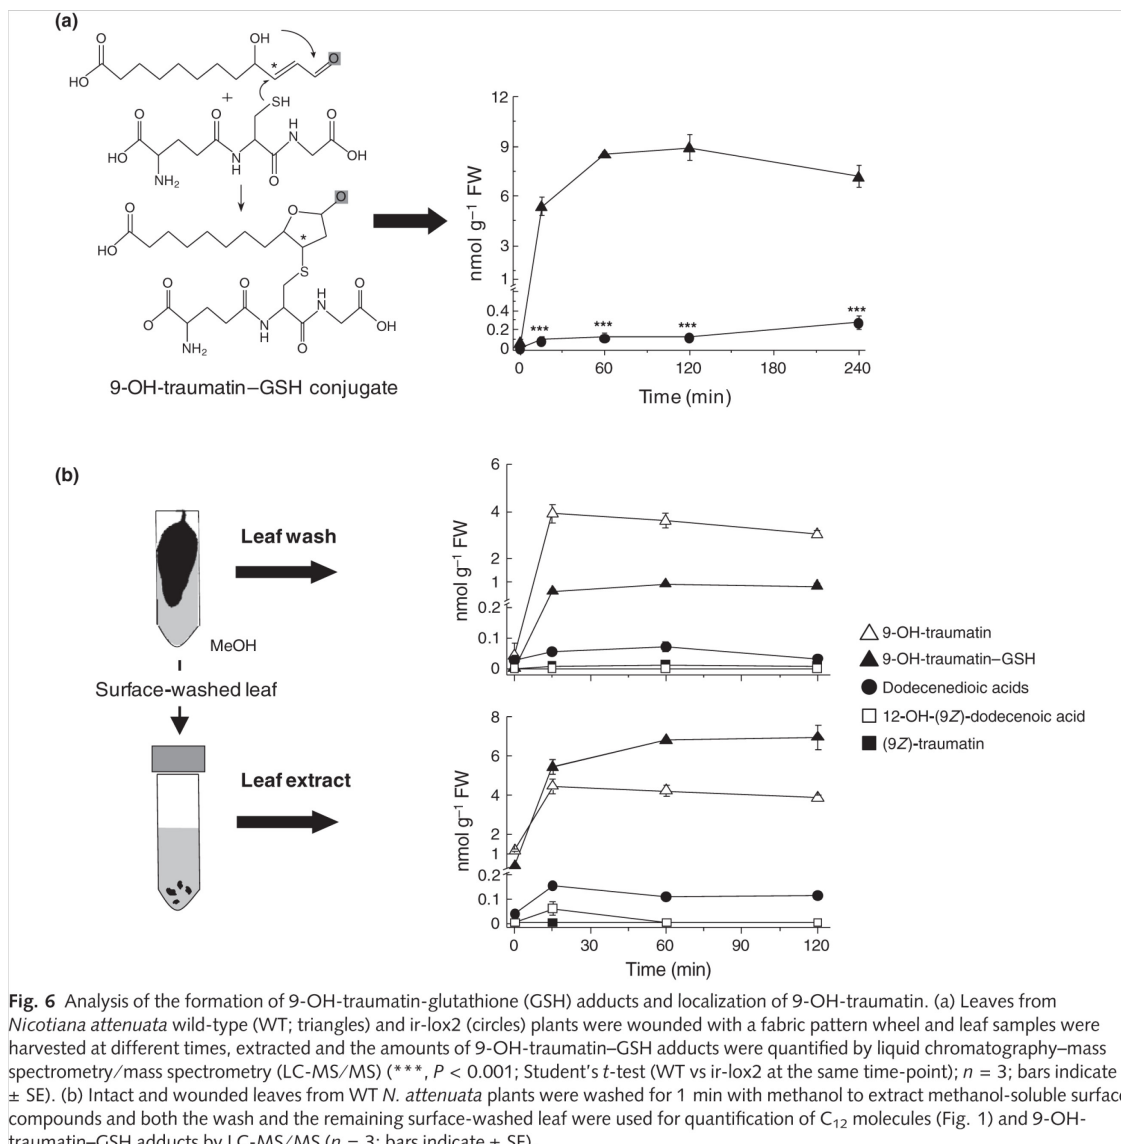 (a)
O
OH
O
HO
*
+
SH
O
O
H
N
O
HO
N
H
OH
NH2
O
O
O
O
HO
*
S
O
O
H
N
O
O
N
H
OH
NH2
O
9-OH-traumatin–GSH conjugate
nmol g−1 FW
12
9
6
3
1
0.4
0.2
0
***
***
***
***
0 60 120 180 240
Time (min)
(b)
Leaf wash
MeOH
Surface-washed leaf
Leaf extract
nmol g−1 FW
6
4
2
1
0.2
0.1
0
9-OH-traumatin
9-OH-traumatin–GSH
Dodecenedioic acids
12-OH-(9Z)-dodecenoic acid
(9Z)-traumatin
nmol g−1 FW
8
6
4
2
1
0.2
0.1
0
0 30 60 90 120
Time (min)
Fig. 6 Analysis of the formation of 9-OH-traumatin-glutathione (GSH) adducts and localization of 9-OH-traumatin. (a) Leaves from
Nicotiana attenuata wild-type (WT; triangles) and ir-lox2 (circles) plants were wounded with a fabric pattern wheel and leaf samples were
harvested at different times, extracted and the amounts of 9-OH-traumatin–GSH adducts were quantified by liquid chromatography–mass
spectrometry/mass spectrometry (LC-MS/MS) (***, P < 0.001; Student's t-test (WT vs ir-lox2 at the same time-point); n = 3; bars indicate
± SE). (b) Intact and wounded leaves from WT N. attenuata plants were washed for 1 min with methanol to extract methanol-soluble surface
compounds and both the wash and the remaining surface-washed leaf were used for quantification of C12 molecules (Fig. 1) and 9-OH-
traumatin–GSH adducts by LC-MS/MS (n = 3; bars indicate ± SE).